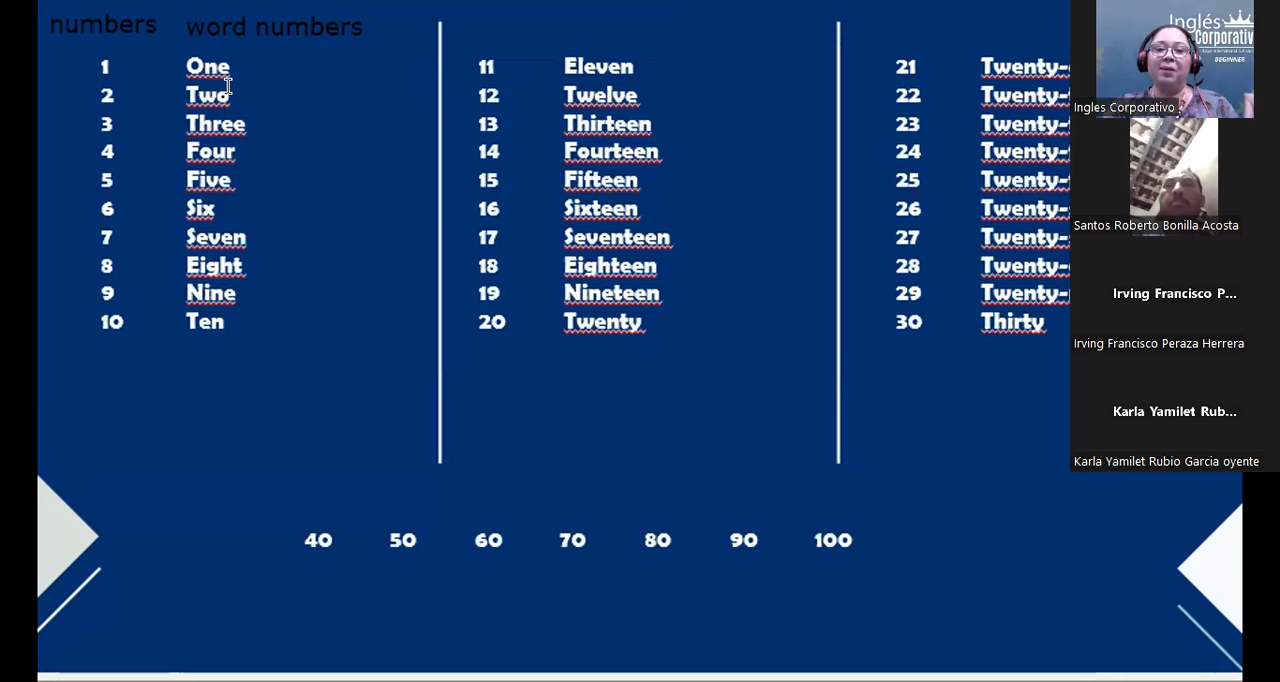 numbers word numbers
1 One
2 Two
3 Three
4 Four
5 Five
6 Six
7 Seven
8 Eight
9 Nine
10 Ten
11 Eleven
12 Twelve
13 Thirteen
14 Fourteen
15 Fifteen
16 Sixteen
17 Seventeen
18 Eighteen
19 Nineteen
20 Twenty
21 Twenty-
22 Twenty-
23 Twenty-
24 Twenty-
25 Twenty-
26 Twenty-
27 Twenty-
28 Twenty-
29 Twenty-
30 Thirty
40 50 60 70 80 90 100
Inglés
Corporativ
BEGINNER
Ingles Corporativo
Santos Roberto Bonilla Acosta
Irving Francisco P...
Irving Francisco Peraza Herrera
Karla Yamilet Rub...
Karla Yamilet Rubio Garcia oyente